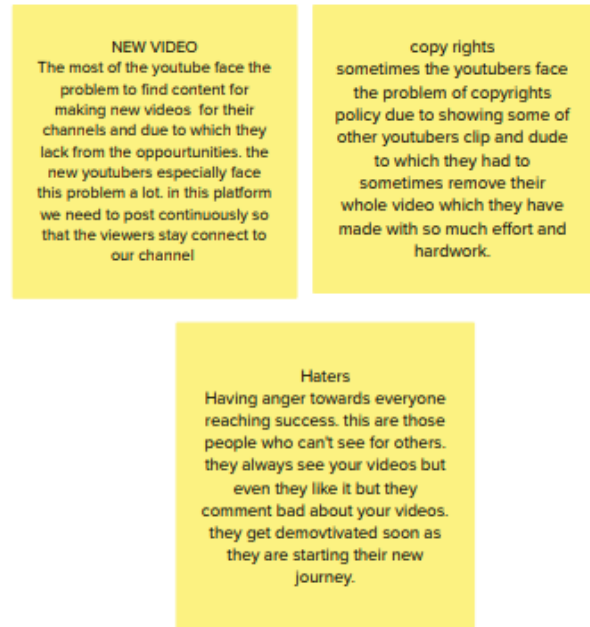 NEW VIDEO
The most of the youtube face the
problem to find content for
making new videos for their
channels and due to which they
lack from the oppourtunities. the
new youtubers especially face
this problem a lot. in this platform
we need to post continuously so
that the viewers stay connect to
our channel
copy rights
sometimes the youtubers face
the problem of copyrights
policy due to showing some of
other youtubers clip and dude
to which they had to
sometimes remove their
whole video which they have
made with so much effort and
hardwork.
Haters
Having anger towards everyone
reaching success. this are those
people who can't see for others.
they always see your videos but
even they like it but they
comment bad about your videos.
they get demovtivated soon as
they are starting their new
journey.